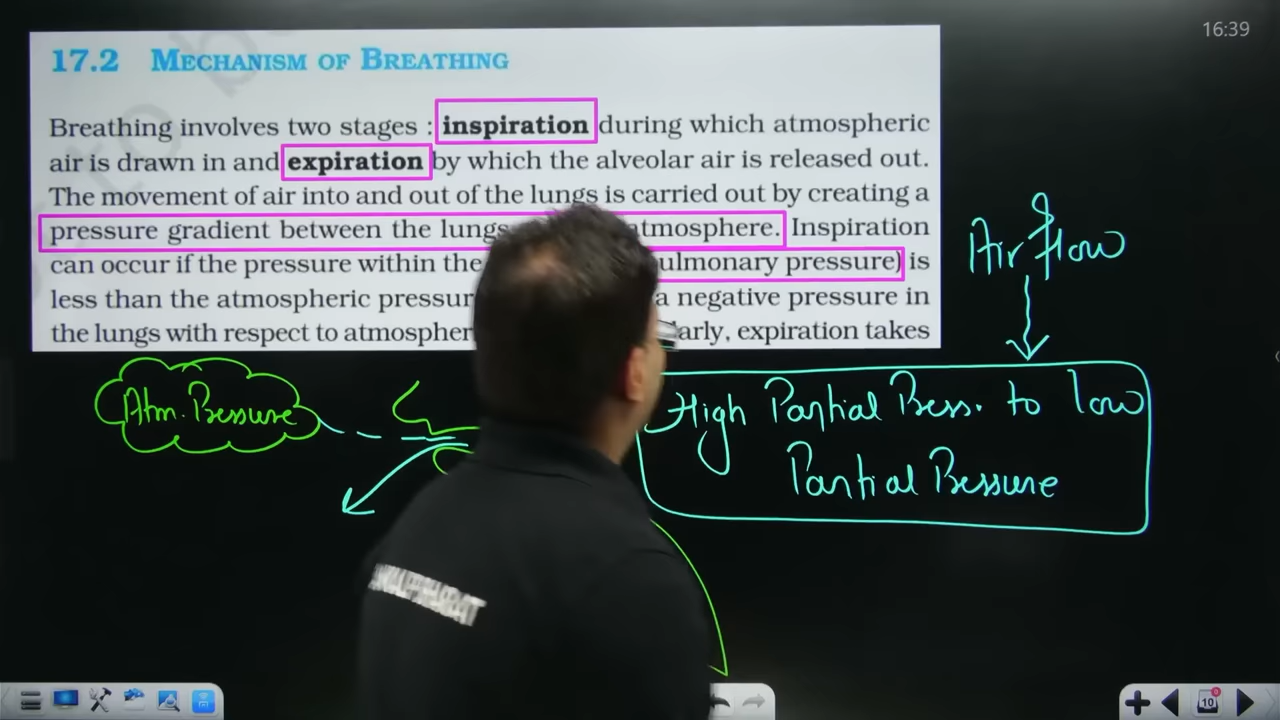 16:39
17.2 MECHANISM OF BREATHING
Breathing involves two stages : inspiration during which atmospheric
air is drawn in and expiration by which the alveolar air is released out.
The movement of air into and out of the lungs is carried out by creating a
pressure gradient between the lungs atmosphere. Inspiration
can occur if the pressure within the ulmonary pressure) is
less than the atmospheric pressur a negative pressure in
the lungs with respect to atmospher arly, expiration takes
Air flow
Atm. Pressure
High Partial Press. to low
Partial Pressure
10